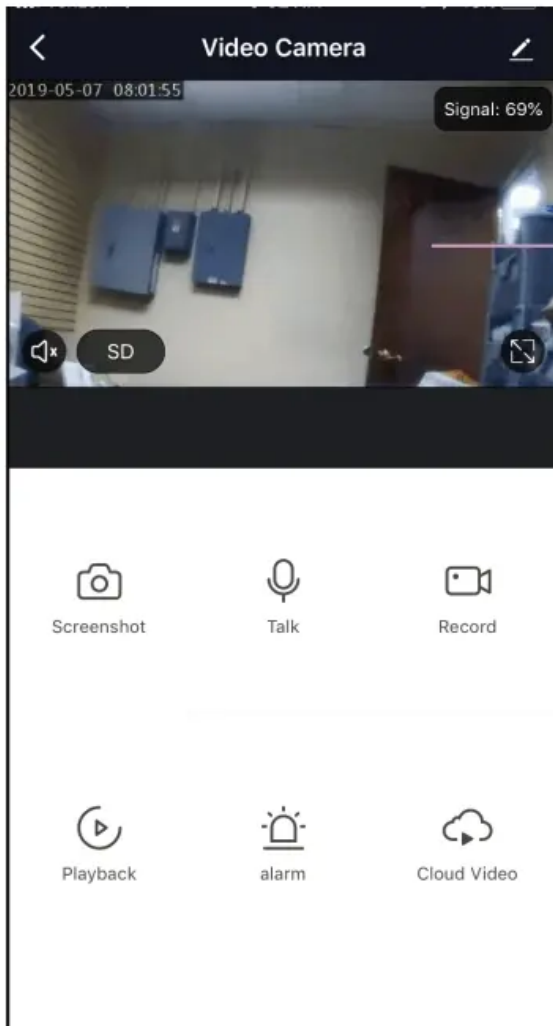 Video Camera
2019-05-07 08:01:55
Signal: 69%
SD
Screenshot
Talk
Record
Playback
alarm
Cloud Video